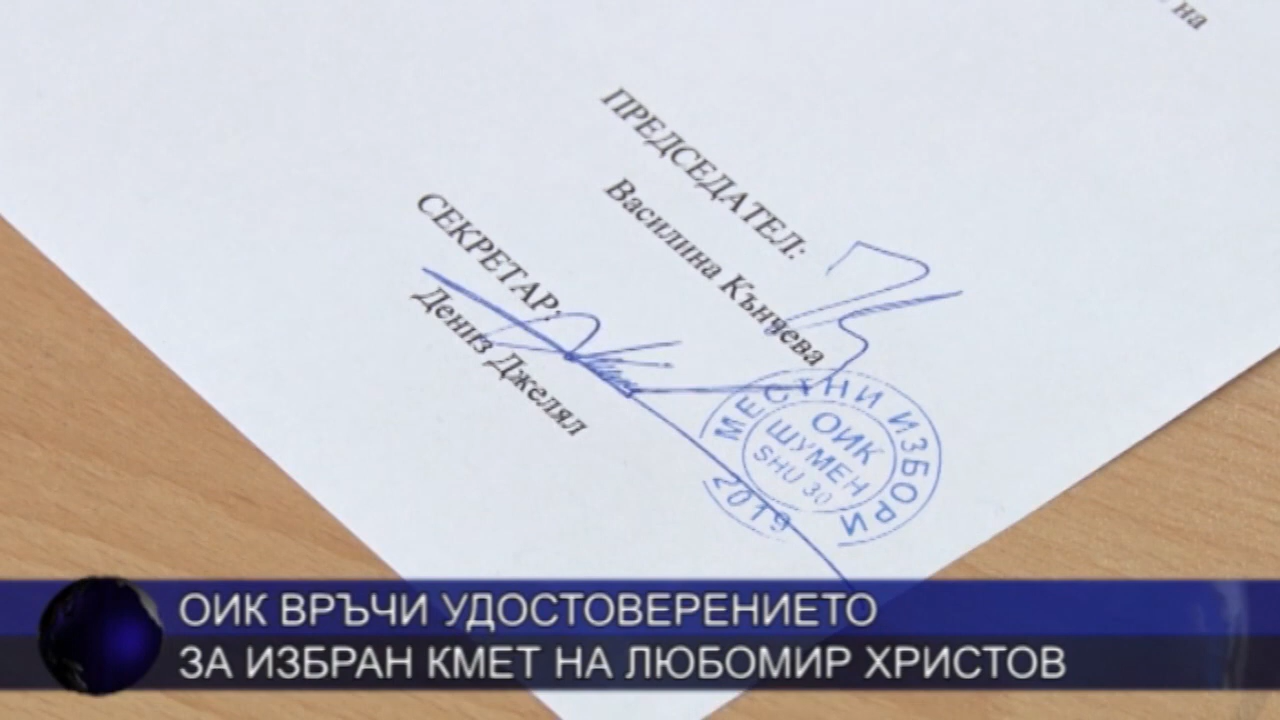 на
ПРЕДСЕДАТЕЛ:
Василина Кънчева
СЕКРЕТАР:
Дениз Джелял
МЕСТНИ ИЗБОРИ
2019
ОИК
ШУМЕН
SHU 30
ОИК ВРЪЧИ УДОСТОВЕРЕНИЕТО
ЗА ИЗБРАН КМЕТ НА ЛЮБОМИР ХРИСТОВ